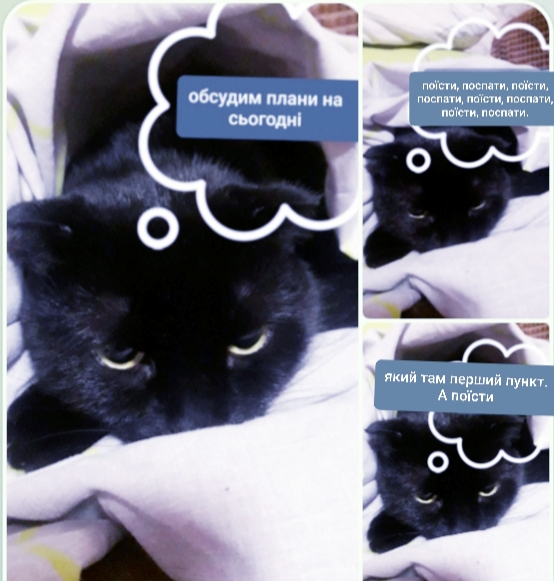 обсудим плани на
сьогодні
поїсти, поспати, поїсти,
поспати, поїсти, поспати,
поїсти, поспати.
який там перший пункт.
А поїсти